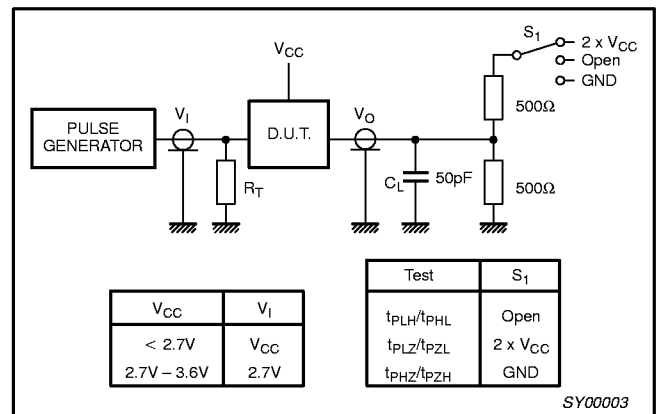 S1
2 x VCC
Open
GND
VCC
500Ω
VI
VO
PULSE
GENERATOR
D.U.T.
RT
CL
50pF
500Ω
VCC VI
< 2.7V VCC
2.7V – 3.6V 2.7V
Test S1
tPLH/tPHL Open
tPLZ/tPZL 2 x VCC
tPHZ/tPZH GND
SY00003